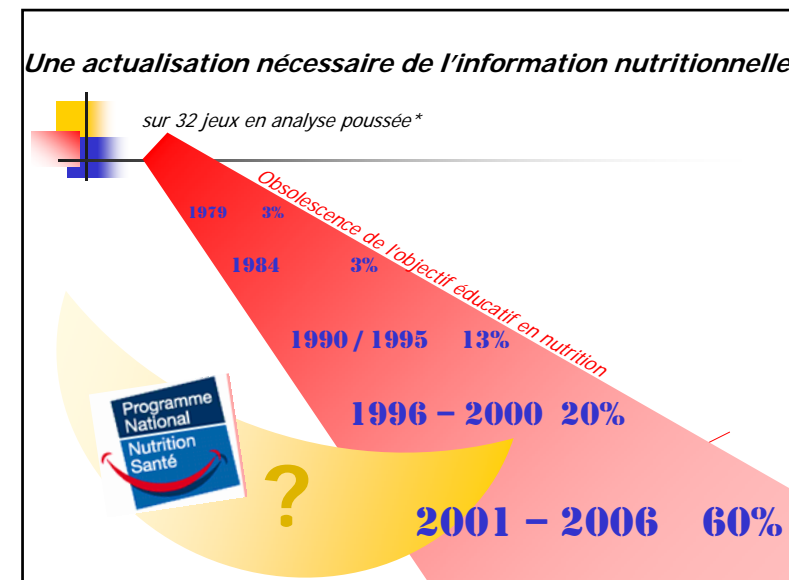 Une actualisation nécessaire de l'information nutritionnelle
sur 32 jeux en analyse poussée*
Obsolescence de l'objectif éducatif en nutrition
1979 3%
1984 3%
1990 / 1995 13%
1996 – 2000 20%
2001 – 2006 60%
Programme
National
Nutrition
Santé
?